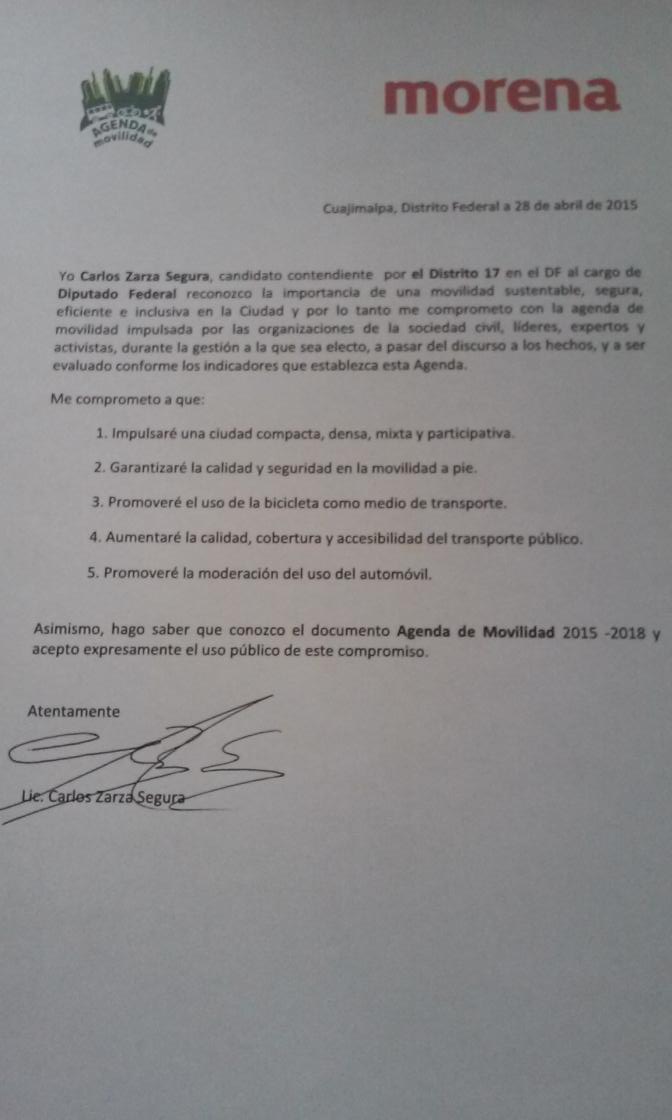 AGENDA de
movilidad
morena
Cuajimalpa, Distrito Federal a 28 de abril de 2015
Yo Carlos Zarza Segura, candidato contendiente por el Distrito 17 en el DF al cargo de
Diputado Federal reconozco la importancia de una movilidad sustentable, segura,
eficiente e inclusiva en la Ciudad y por lo tanto me comprometo con la agenda de
movilidad impulsada por las organizaciones de la sociedad civil, líderes, expertos y
activistas, durante la gestión a la que sea electo, a pasar del discurso a los hechos, y a ser
evaluado conforme los indicadores que establezca esta Agenda.
Me comprometo a que:
1. Impulsaré una ciudad compacta, densa, mixta y participativa.
2. Garantizaré la calidad y seguridad en la movilidad a pie.
3. Promoveré el uso de la bicicleta como medio de transporte.
4. Aumentaré la calidad, cobertura y accesibilidad del transporte público.
5. Promoveré la moderación del uso del automóvil.
Asimismo, hago saber que conozco el documento Agenda de Movilidad 2015 -2018 y
acepto expresamente el uso público de este compromiso.
Atentamente
Lic. Carlos Zarza Segura